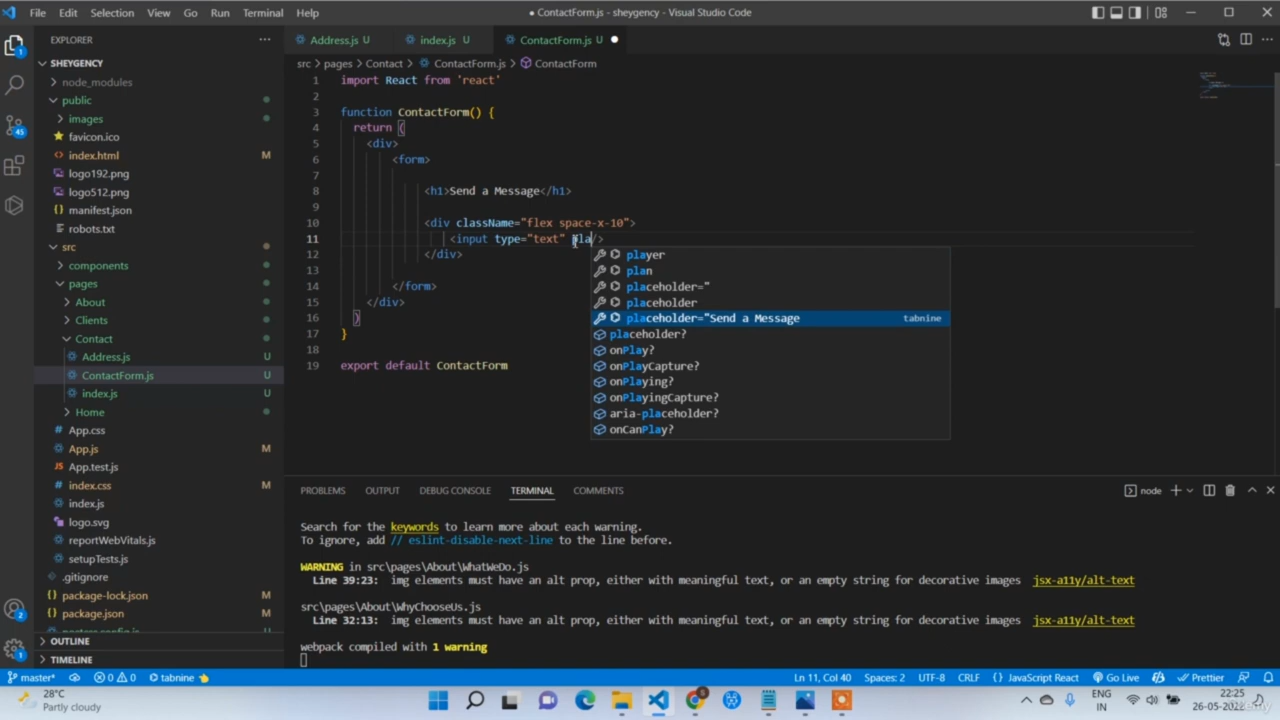 File Edit Selection View Go Run Terminal Help
● ContactForm.js - sheygency - Visual Studio Code
EXPLORER
Address.js U
index.js U
ContactForm.js U
src > pages > Contact > ContactForm.js > ContactForm
SHEYGENCY
node_modules
public
images
favicon.ico
index.html M
logo192.png
logo512.png
manifest.json
robots.txt
src
components
pages
About
Clients
Contact
Address.js U
ContactForm.js U
index.js U
Home
App.css
App.js M
App.test.js
index.css M
index.js
logo.svg
reportWebVitals.js
setupTests.js
.gitignore
package-lock.json M
package.json M
OUTLINE
TIMELINE
1 import React from 'react'
2
3 function ContactForm() {
4 return (
5 <div>
6 <form>
7
8 <h1>Send a Message</h1>
9
10 <div className="flex space-x-10">
11 <input type="text" pla/>
12 </div>
13
14 </form>
15 </div>
16 )
17 }
18
19 export default ContactForm
player
plan
placeholder="
placeholder
placeholder="Send a Message tabnine
placeholder?
onPlay?
onPlayCapture?
onPlaying?
onPlayingCapture?
aria-placeholder?
onCanPlay?
PROBLEMS OUTPUT DEBUG CONSOLE TERMINAL COMMENTS
node
Search for the keywords to learn more about each warning.
To ignore, add // eslint-disable-next-line to the line before.
WARNING in src\pages\About\WhatWeDo.js
Line 39:23: img elements must have an alt prop, either with meaningful text, or an empty string for decorative images jsx-a11y/alt-text
src\pages\About\WhyChooseUs.js
Line 32:13: img elements must have an alt prop, either with meaningful text, or an empty string for decorative images jsx-a11y/alt-text
webpack compiled with 1 warning
master* 0 0 tabnine
Ln 11, Col 40 Spaces: 2 UTF-8 CRLF {} JavaScript React Go Live Prettier
28°C
Partly cloudy
ENG
IN
22:25
26-05-2022